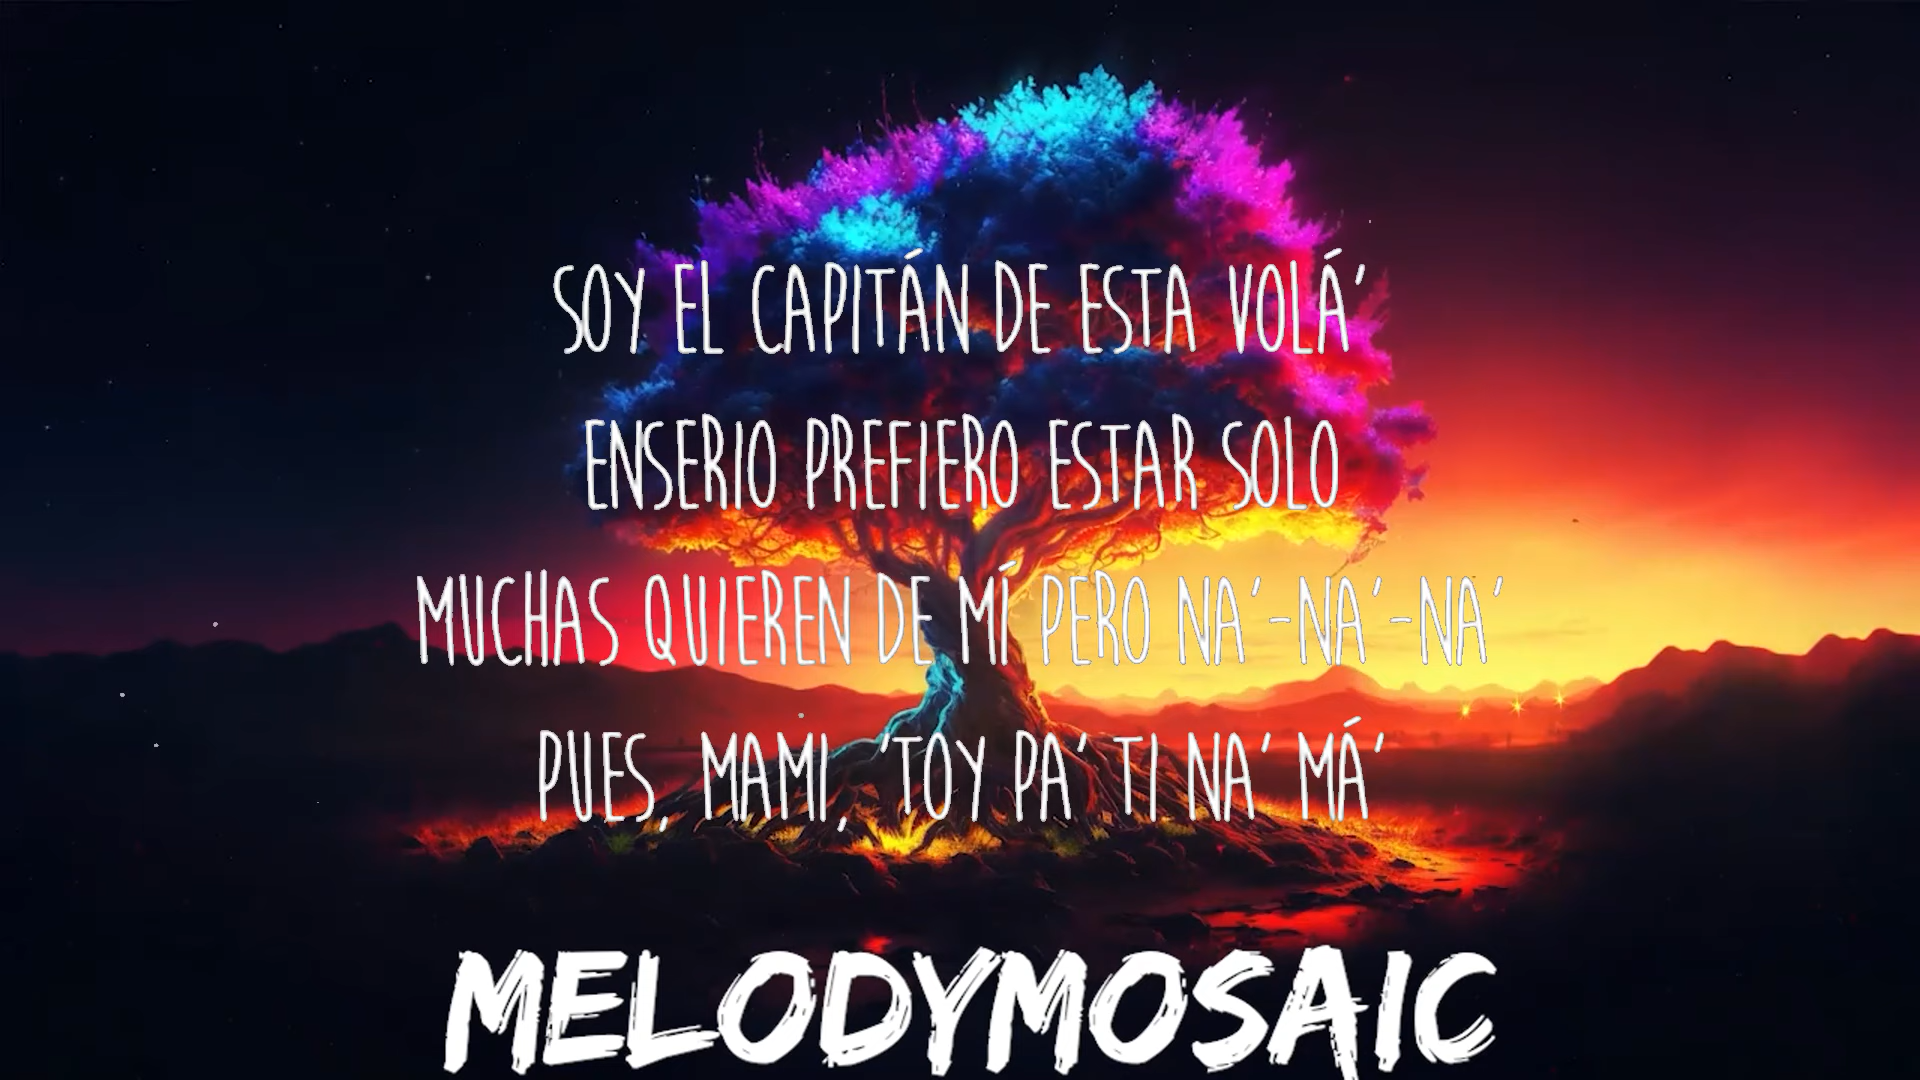 SOY EL CAPITÁN DE ESTA VOLÁ'
ENSERIO PREFIERO ESTAR SOLO
MUCHAS QUIEREN DE MÍ PERO NA'-NA'-NA'
PUES, MAMI, 'TOY PA' TI NA' MÁ'
MELODYMOSAIC